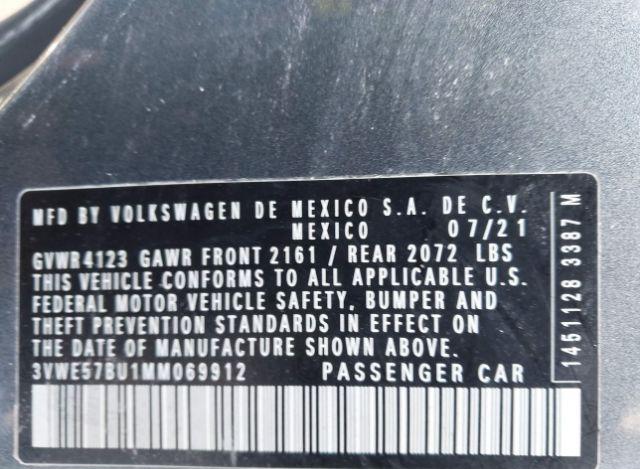 MFD BY VOLKSWAGEN DE MEXICO S.A. DE C.V.
MEXICO 07/21
GVWR 4123 GAWR FRONT 2161 / REAR 2072 LBS
THIS VEHICLE CONFORMS TO ALL APPLICABLE U.S.
FEDERAL MOTOR VEHICLE SAFETY, BUMPER AND
THEFT PREVENTION STANDARDS IN EFFECT ON
THE DATE OF MANUFACTURE SHOWN ABOVE.
3VWE57BU1MM069912 PASSENGER CAR
1451128 3387 M